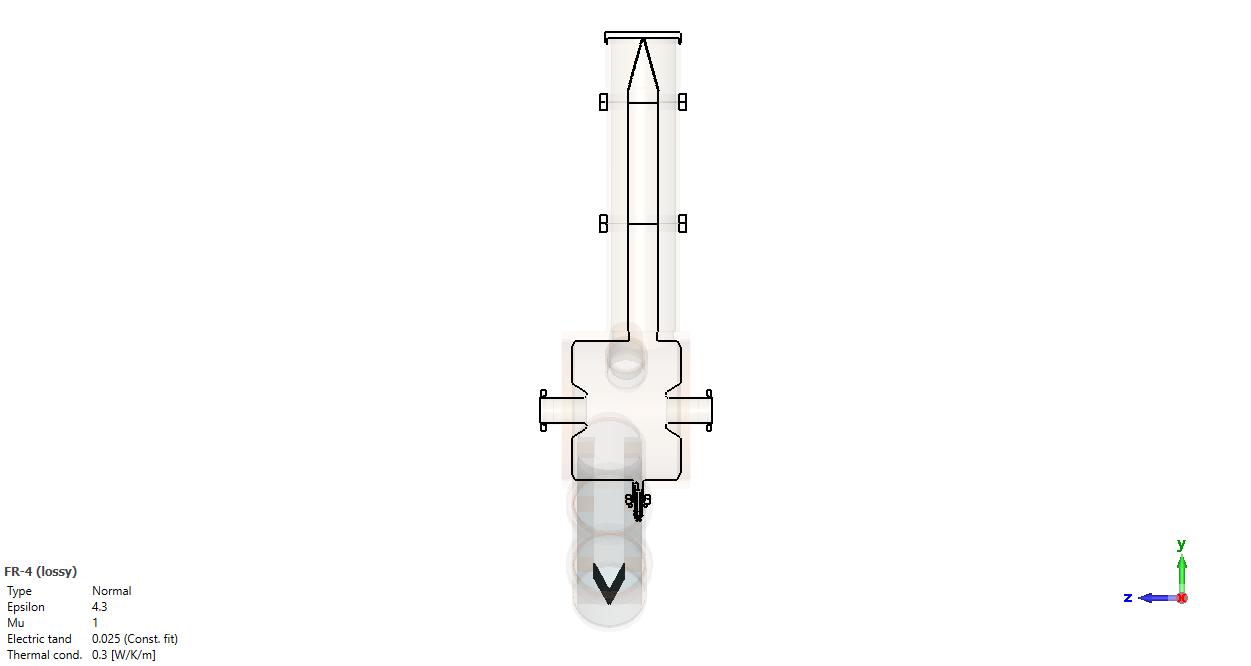 y
z
x
FR-4 (lossy)
Type Normal
Epsilon 4.3
Mu 1
Electric tand 0.025 (Const. fit)
Thermal cond. 0.3 [W/K/m]